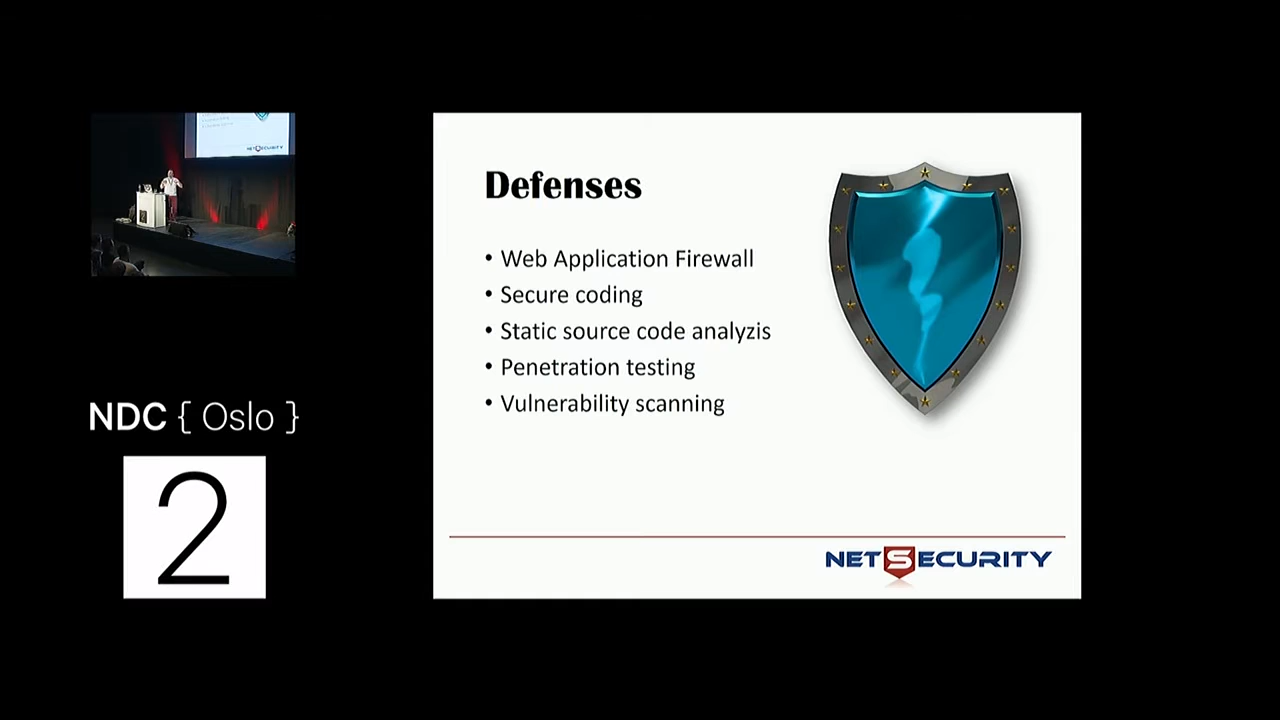 Defenses
• Web Application Firewall
• Secure coding
• Static source code analyzis
• Penetration testing
• Vulnerability scanning
NETSECURITY
NDC { Oslo }
2